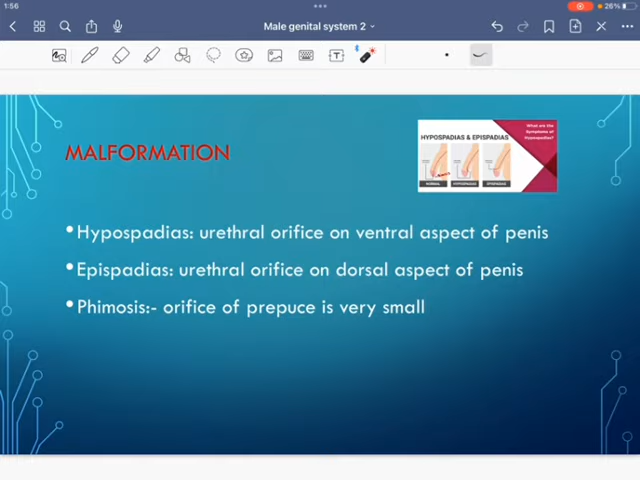 1:56
26%
Male genital system 2
MALFORMATION
What are the
Symptoms of
Hypospadias?
HYPOSPADIAS & EPISPADIAS
NORMAL
HYPOSPADIAS
EPISPADIAS
•Hypospadias: urethral orifice on ventral aspect of penis
•Epispadias: urethral orifice on dorsal aspect of penis
•Phimosis:- orifice of prepuce is very small